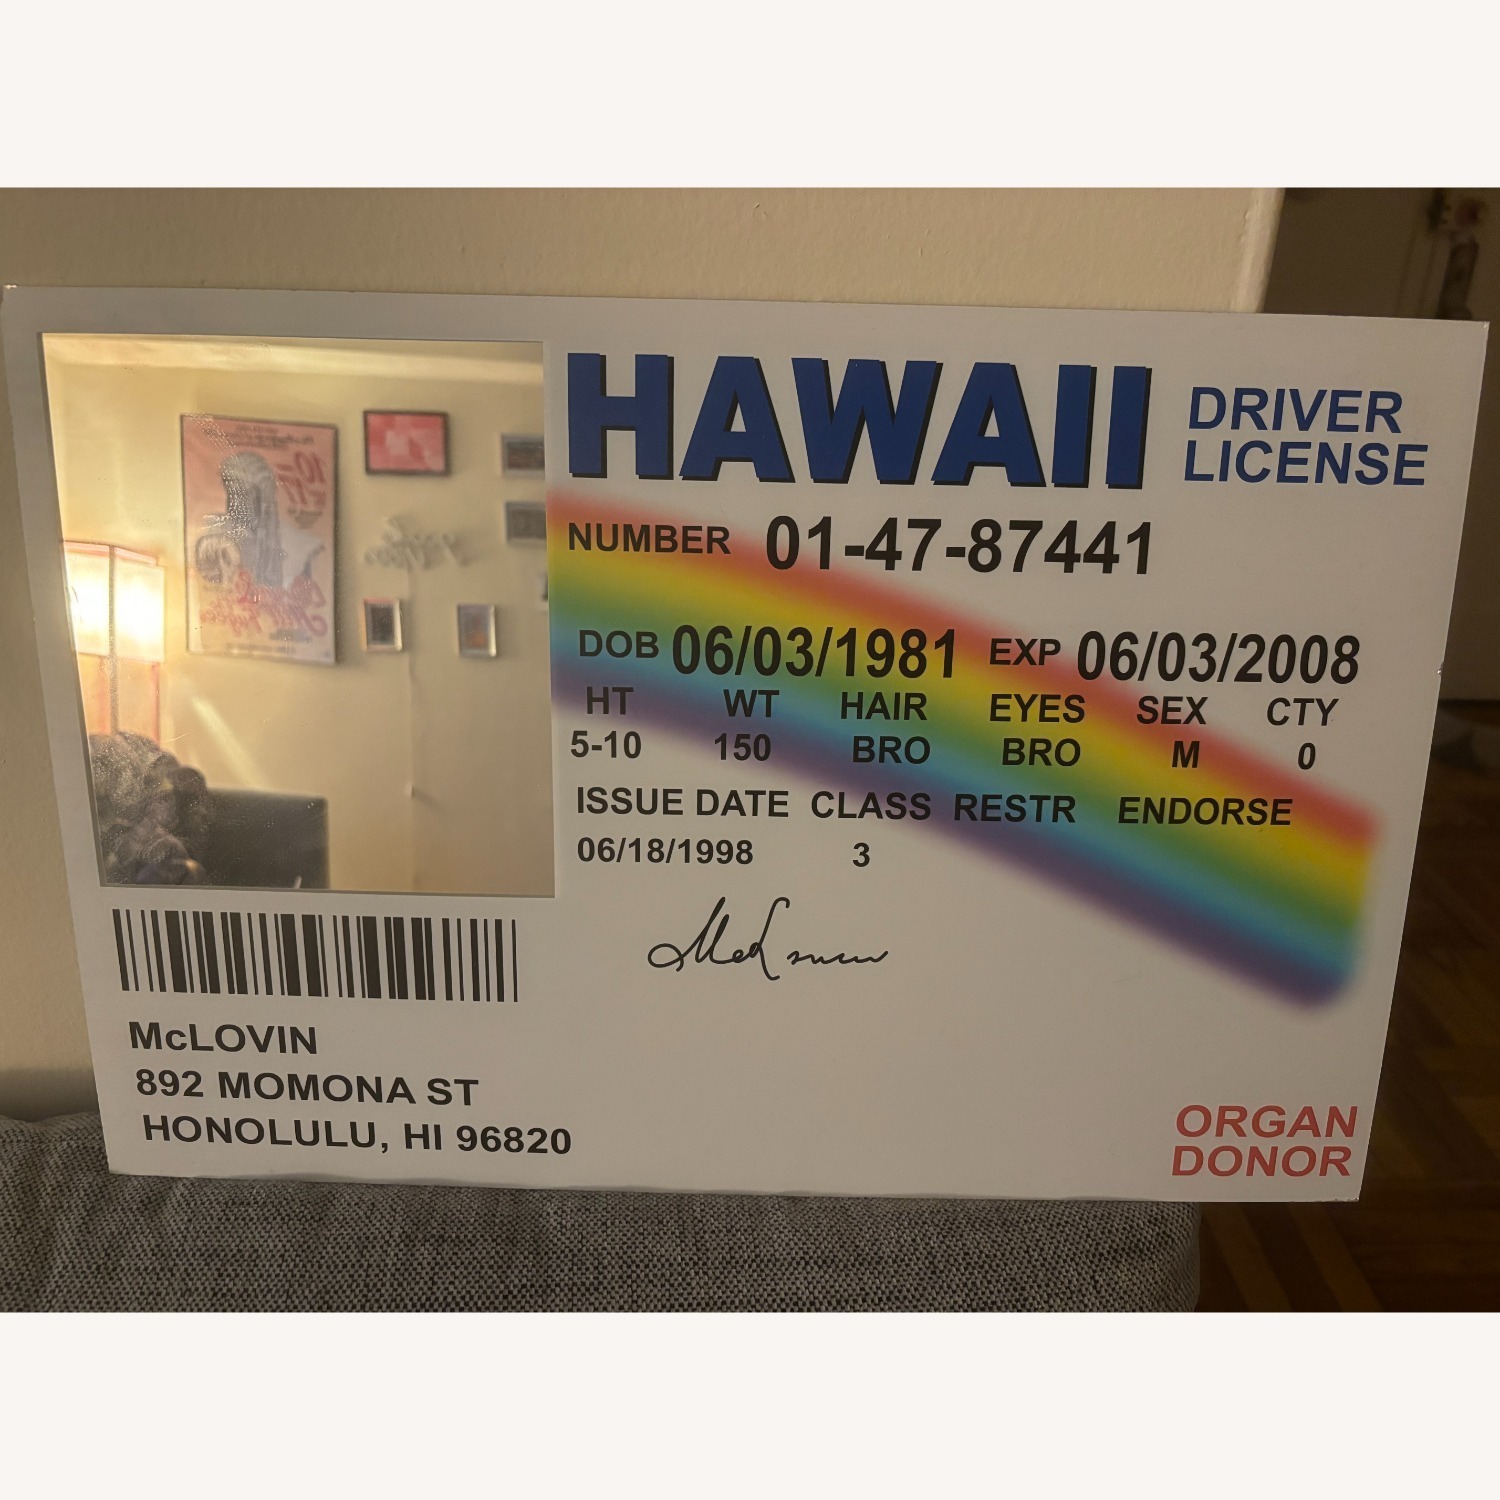 HAWAII
DRIVER
LICENSE
NUMBER 01-47-87441
DOB 06/03/1981 EXP 06/03/2008
HT WT HAIR EYES SEX CTY
5-10 150 BRO BRO M 0
ISSUE DATE CLASS RESTR ENDORSE
06/18/1998 3
McLOVIN
892 MOMONA ST
HONOLULU, HI 96820
ORGAN
DONOR